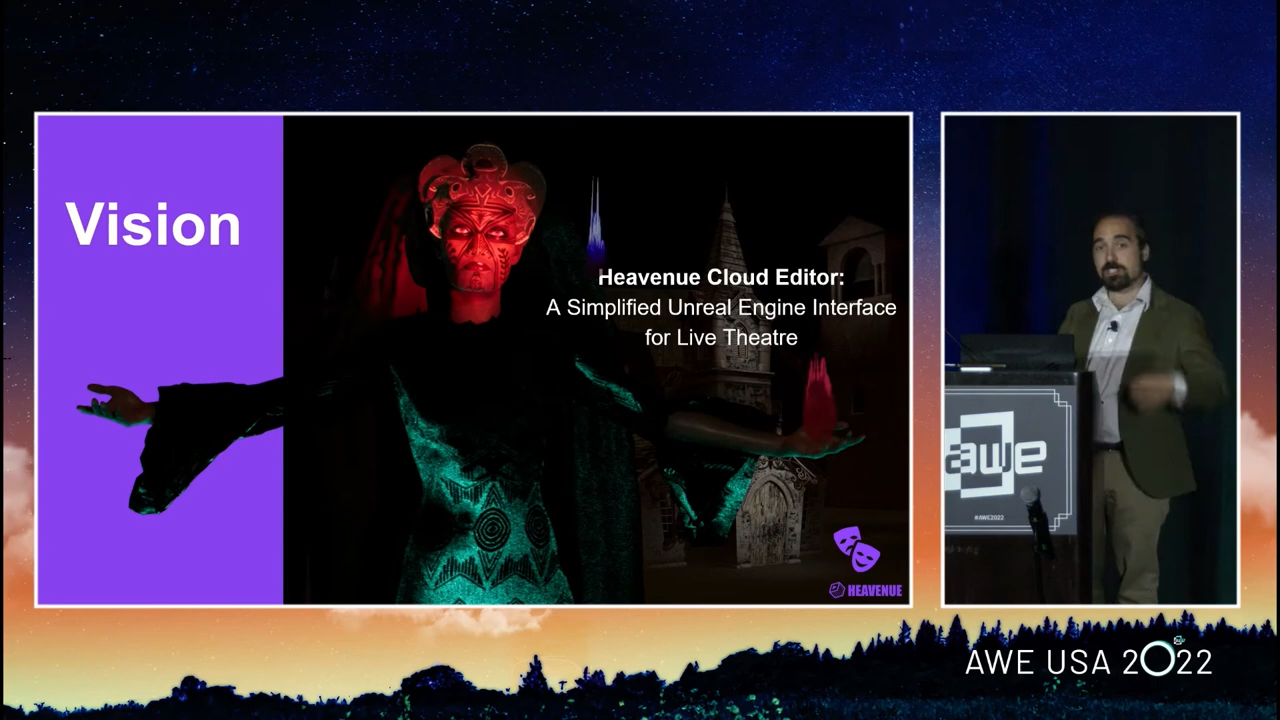 Vision
Heavenue Cloud Editor:
A Simplified Unreal Engine Interface
for Live Theatre
HEAVENUE
awe
#AWE2022
AWE USA 2022